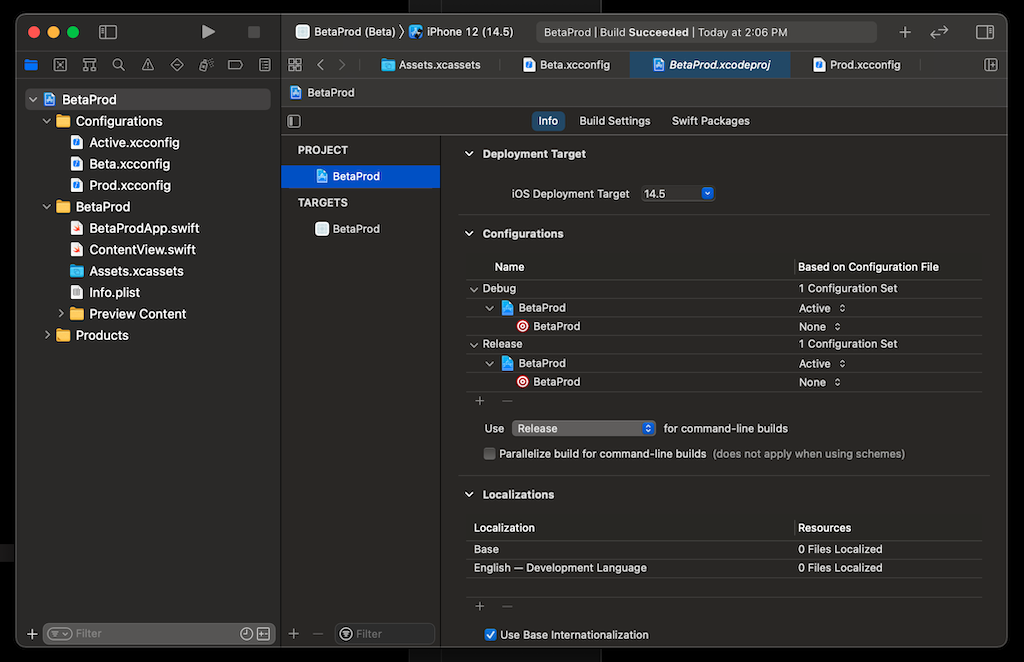 BetaProd (Beta) iPhone 12 (14.5)
BetaProd | Build Succeeded | Today at 2:06 PM
Assets.xcassets
Beta.xcconfig
BetaProd.xcodeproj
Prod.xcconfig
BetaProd
Configurations
Active.xcconfig
Beta.xcconfig
Prod.xcconfig
BetaProd
BetaProdApp.swift
ContentView.swift
Assets.xcassets
Info.plist
Preview Content
Products
Filter
BetaProd
Info Build Settings Swift Packages
PROJECT
BetaProd
TARGETS
BetaProd
Filter
Deployment Target
iOS Deployment Target 14.5
Configurations
Name Based on Configuration File
Debug 1 Configuration Set
BetaProd Active
BetaProd None
Release 1 Configuration Set
BetaProd Active
BetaProd None
Use Release for command-line builds
Parallelize build for command-line builds (does not apply when using schemes)
Localizations
Localization Resources
Base 0 Files Localized
English — Development Language 0 Files Localized
Use Base Internationalization